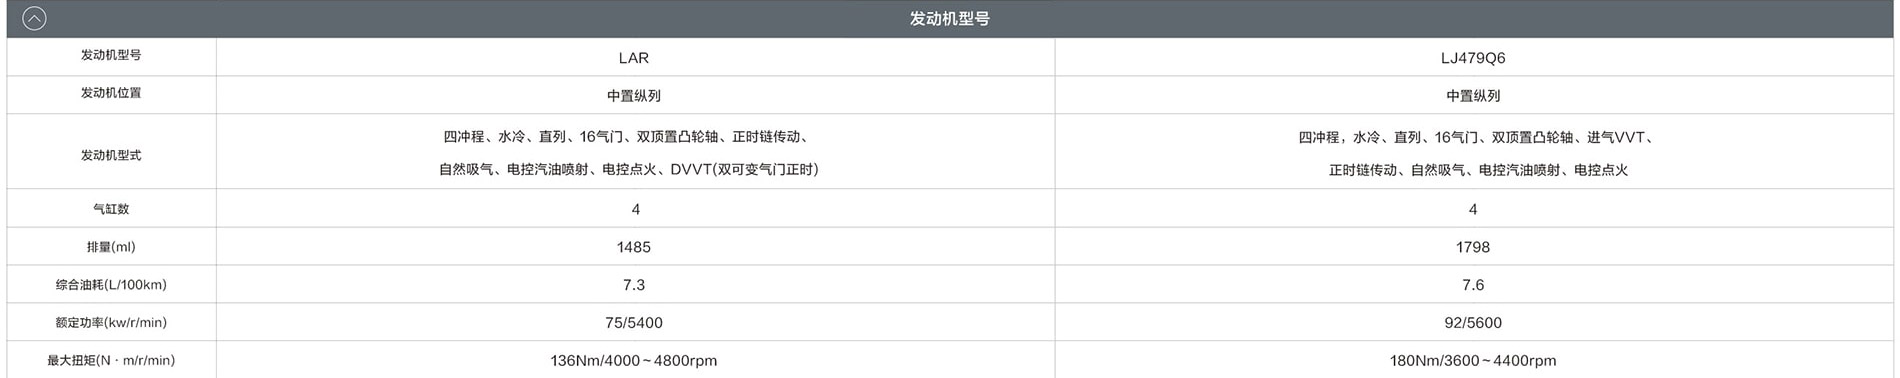 发动机型号
发动机型号 LAR LJ479Q6
发动机位置 中置纵列 中置纵列
发动机型式
四冲程、水冷、直列、16气门、双顶置凸轮轴、正时链传动、
自然吸气、电控汽油喷射、电控点火、DVVT(双可变气门正时)
四冲程，水冷、直列、16气门、双顶置凸轮轴、进气VVT、
正时链传动、自然吸气、电控汽油喷射、电控点火
气缸数 4 4
排量(ml) 1485 1798
综合油耗(L/100km) 7.3 7.6
额定功率(kw/r/min) 75/5400 92/5600
最大扭矩(N·m/r/min) 136Nm/4000~4800rpm 180Nm/3600~4400rpm